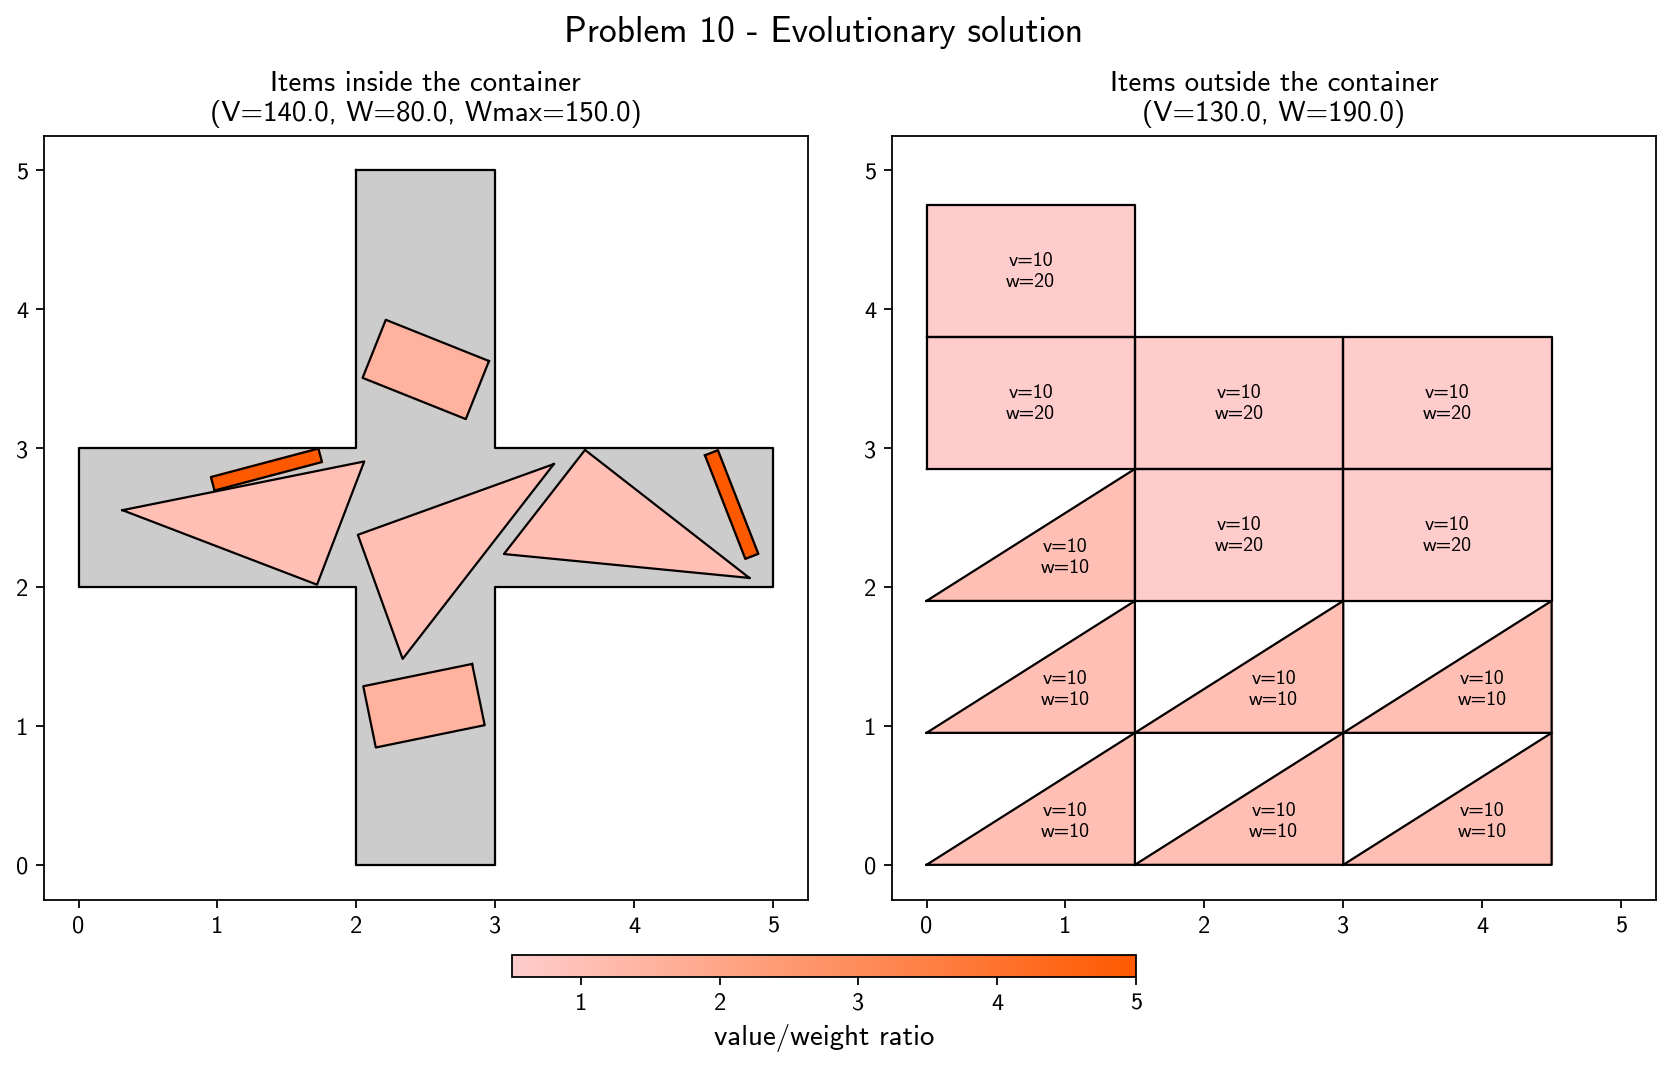 Problem 10 - Evolutionary solution
Items inside the container
(V=140.0, W=80.0, Wmax=150.0)
5
4
3
2
1
0
0 1 2 3 4 5
Items outside the container
(V=130.0, W=190.0)
5
4
3
2
1
0
v=10
w=20
v=10 v=10 v=10
w=20 w=20 w=20
v=10 v=10 v=10
w=10 w=20 w=20
v=10 v=10 v=10
w=10 w=10 w=10
v=10 v=10 v=10
w=10 w=10 w=10
0 1 2 3 4 5
1 2 3 4 5
value/weight ratio